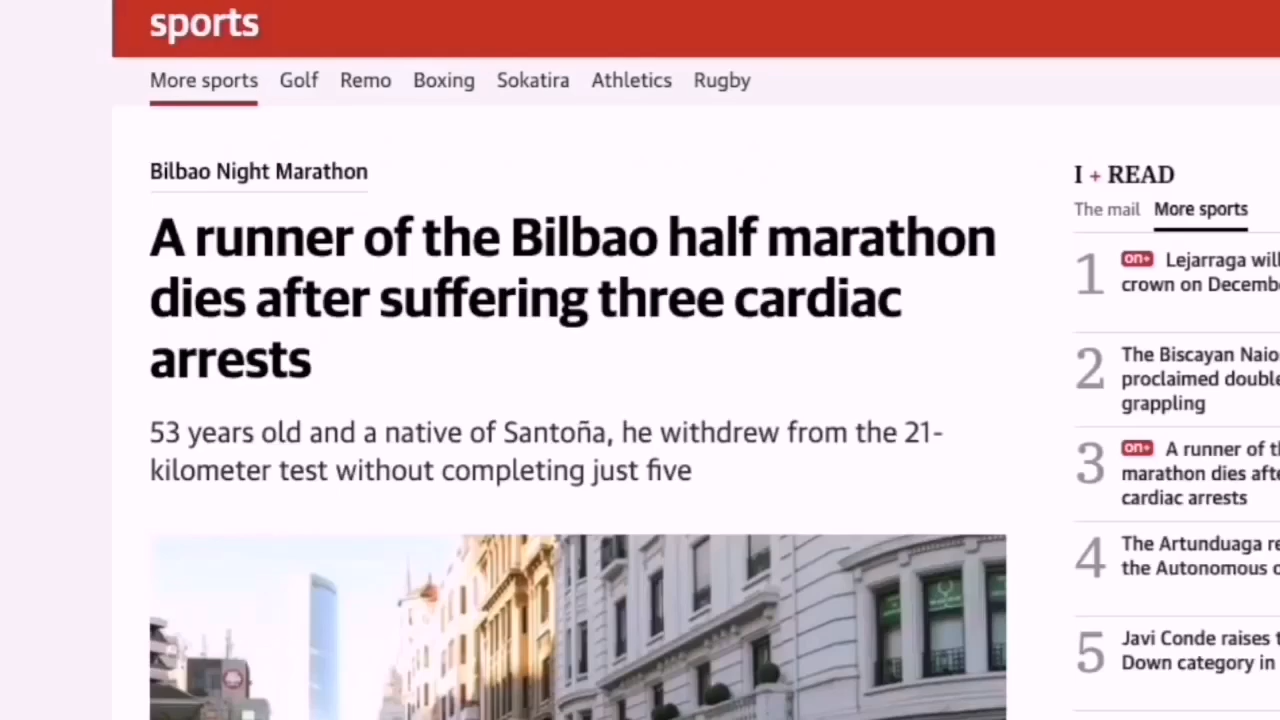 sports
More sports Golf Remo Boxing Sokatira Athletics Rugby
Bilbao Night Marathon
A runner of the Bilbao half marathon
dies after suffering three cardiac
arrests
53 years old and a native of Santoña, he withdrew from the 21-
kilometer test without completing just five
I + READ
The mail More sports
1 on+ Lejarraga will
crown on Decemb
2 The Biscayan Naio
proclaimed double
grappling
3 on+ A runner of th
marathon dies afte
cardiac arrests
4 The Artunduaga re
the Autonomous
5 Javi Conde raises
Down category in